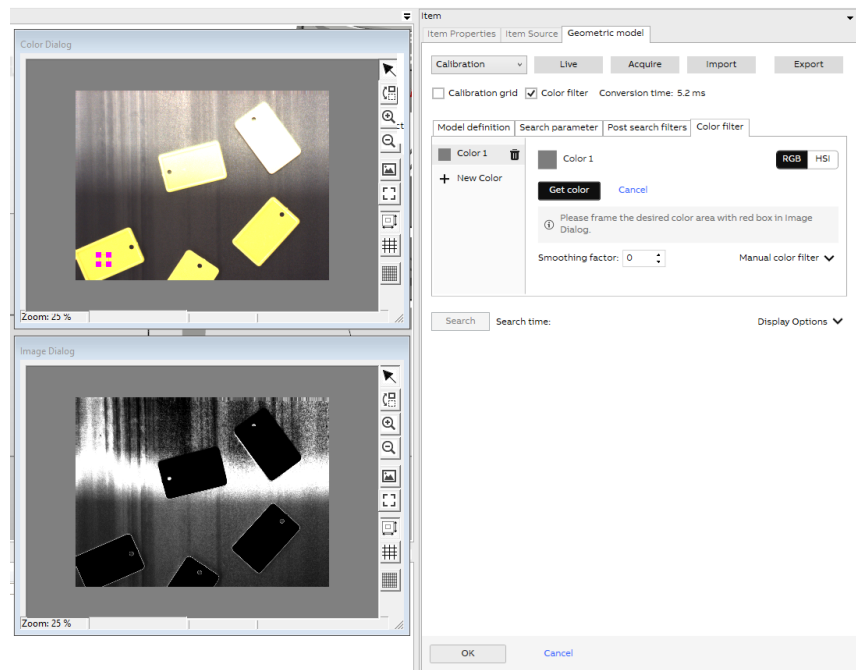 Item
Item Properties Item Source Geometric model
Color Dialog
Calibration Live Acquire Import Export
Calibration grid Color filter Conversion time: 5.2 ms
Model definition Search parameter Post search filters Color filter
Color 1 Color 1 RGB HSI
New Color Get color Cancel
Please frame the desired color area with red box in Image
Dialog.
Smoothing factor: 0 Manual color filter
Zoom: 25 %
Search Search time: Display Options
Image Dialog
Zoom: 25 %
OK Cancel